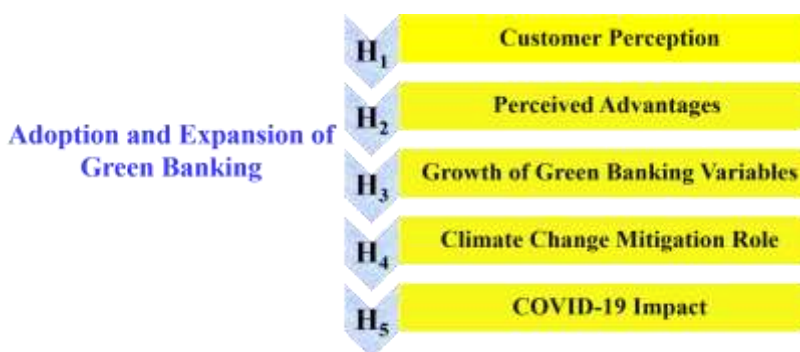 Adoption and Expansion of
Green Banking
H1 Customer Perception
H2 Perceived Advantages
H3 Growth of Green Banking Variables
H4 Climate Change Mitigation Role
H5 COVID-19 Impact